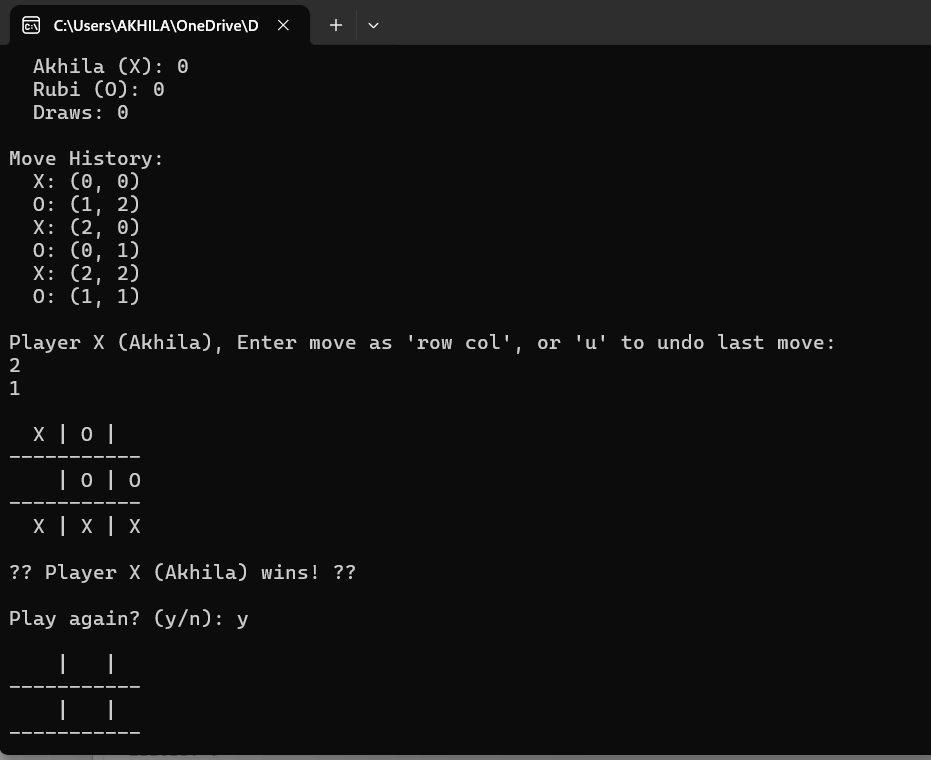 C:\Users\AKHILA\OneDrive\D
Akhila (X): 0
Rubi (O): 0
Draws: 0
Move History:
X: (0, 0)
O: (1, 2)
X: (2, 0)
O: (0, 1)
X: (2, 2)
O: (1, 1)
Player X (Akhila), Enter move as 'row col', or 'u' to undo last move:
2
1
X | O |
-----------
| O | O
-----------
X | X | X
?? Player X (Akhila) wins! ??
Play again? (y/n): y
|   |
-----------
|   |
-----------